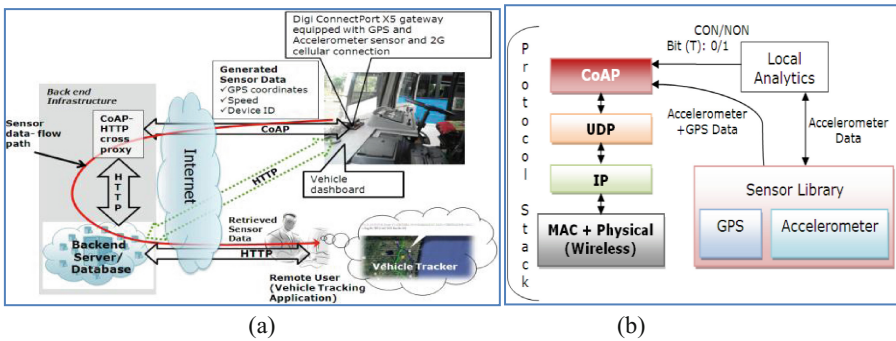 Digi ConnectPort X5 gateway
equipped with GPS and
Accelerometer sensor and 2G
cellular connection
Generated
Sensor Data
✓GPS coordinates
✓Speed
✓Device ID
Back end
Infrastructure
Sensor
data- flow
path
CoAP-
HTTP
cross
proxy
CoAP
HTTP
Internet
HTTP
Vehicle
dashboard
Backend
Server/
Database
Retrieved
Sensor
Data
HTTP
Remote User
(Vehicle Tracking
Application)
Vehicle Tracker
(a)
Protocol Stack
CON/NON
Bit (T): 0/1
CoAP
Local
Analytics
UDP
Accelerometer
+GPS Data
Accelerometer
Data
IP
Sensor Library
MAC + Physical
(Wireless)
GPS
Accelerometer
(b)